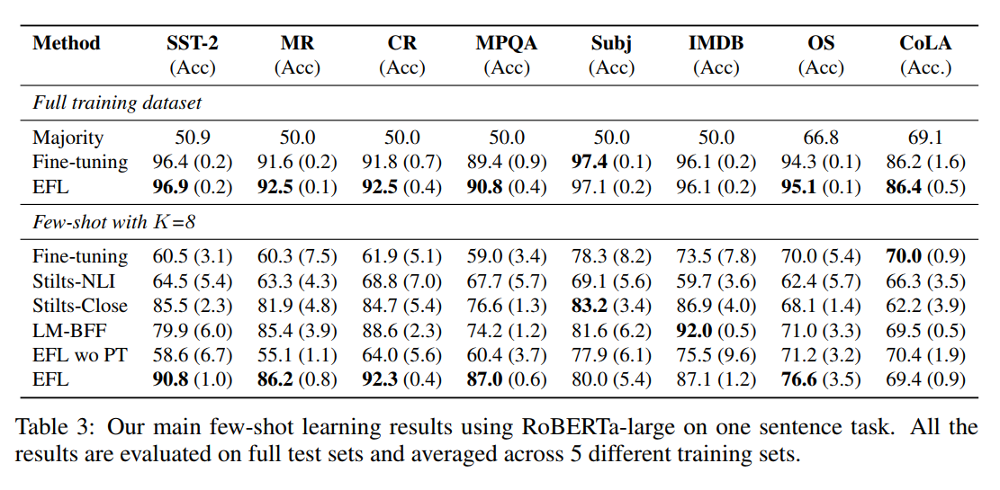 Method SST-2 MR CR MPQA Subj IMDB OS CoLA
(Acc) (Acc) (Acc) (Acc) (Acc) (Acc) (Acc) (Acc.)
Full training dataset
Majority 50.9 50.0 50.0 50.0 50.0 50.0 66.8 69.1
Fine-tuning 96.4 (0.2) 91.6 (0.2) 91.8 (0.7) 89.4 (0.9) 97.4 (0.1) 96.1 (0.2) 94.3 (0.1) 86.2 (1.6)
EFL 96.9 (0.2) 92.5 (0.1) 92.5 (0.4) 90.8 (0.4) 97.1 (0.2) 96.1 (0.2) 95.1 (0.1) 86.4 (0.5)
Few-shot with K=8
Fine-tuning 60.5 (3.1) 60.3 (7.5) 61.9 (5.1) 59.0 (3.4) 78.3 (8.2) 73.5 (7.8) 70.0 (5.4) 70.0 (0.9)
Stilts-NLI 64.5 (5.4) 63.3 (4.3) 68.8 (7.0) 67.7 (5.7) 69.1 (5.6) 59.7 (3.6) 62.4 (5.7) 66.3 (3.5)
Stilts-Close 85.5 (2.3) 81.9 (4.8) 84.7 (5.4) 76.6 (1.3) 83.2 (3.4) 86.9 (4.0) 68.1 (1.4) 62.2 (3.9)
LM-BFF 79.9 (6.0) 85.4 (3.9) 88.6 (2.3) 74.2 (1.2) 81.6 (6.2) 92.0 (0.5) 71.0 (3.3) 69.5 (0.5)
EFL wo PT 58.6 (6.7) 55.1 (1.1) 64.0 (5.6) 60.4 (3.7) 77.9 (6.1) 75.5 (9.6) 71.2 (3.2) 70.4 (1.9)
EFL 90.8 (1.0) 86.2 (0.8) 92.3 (0.4) 87.0 (0.6) 80.0 (5.4) 87.1 (1.2) 76.6 (3.5) 69.4 (0.9)
Table 3: Our main few-shot learning results using RoBERTa-large on one sentence task. All the
results are evaluated on full test sets and averaged across 5 different training sets.